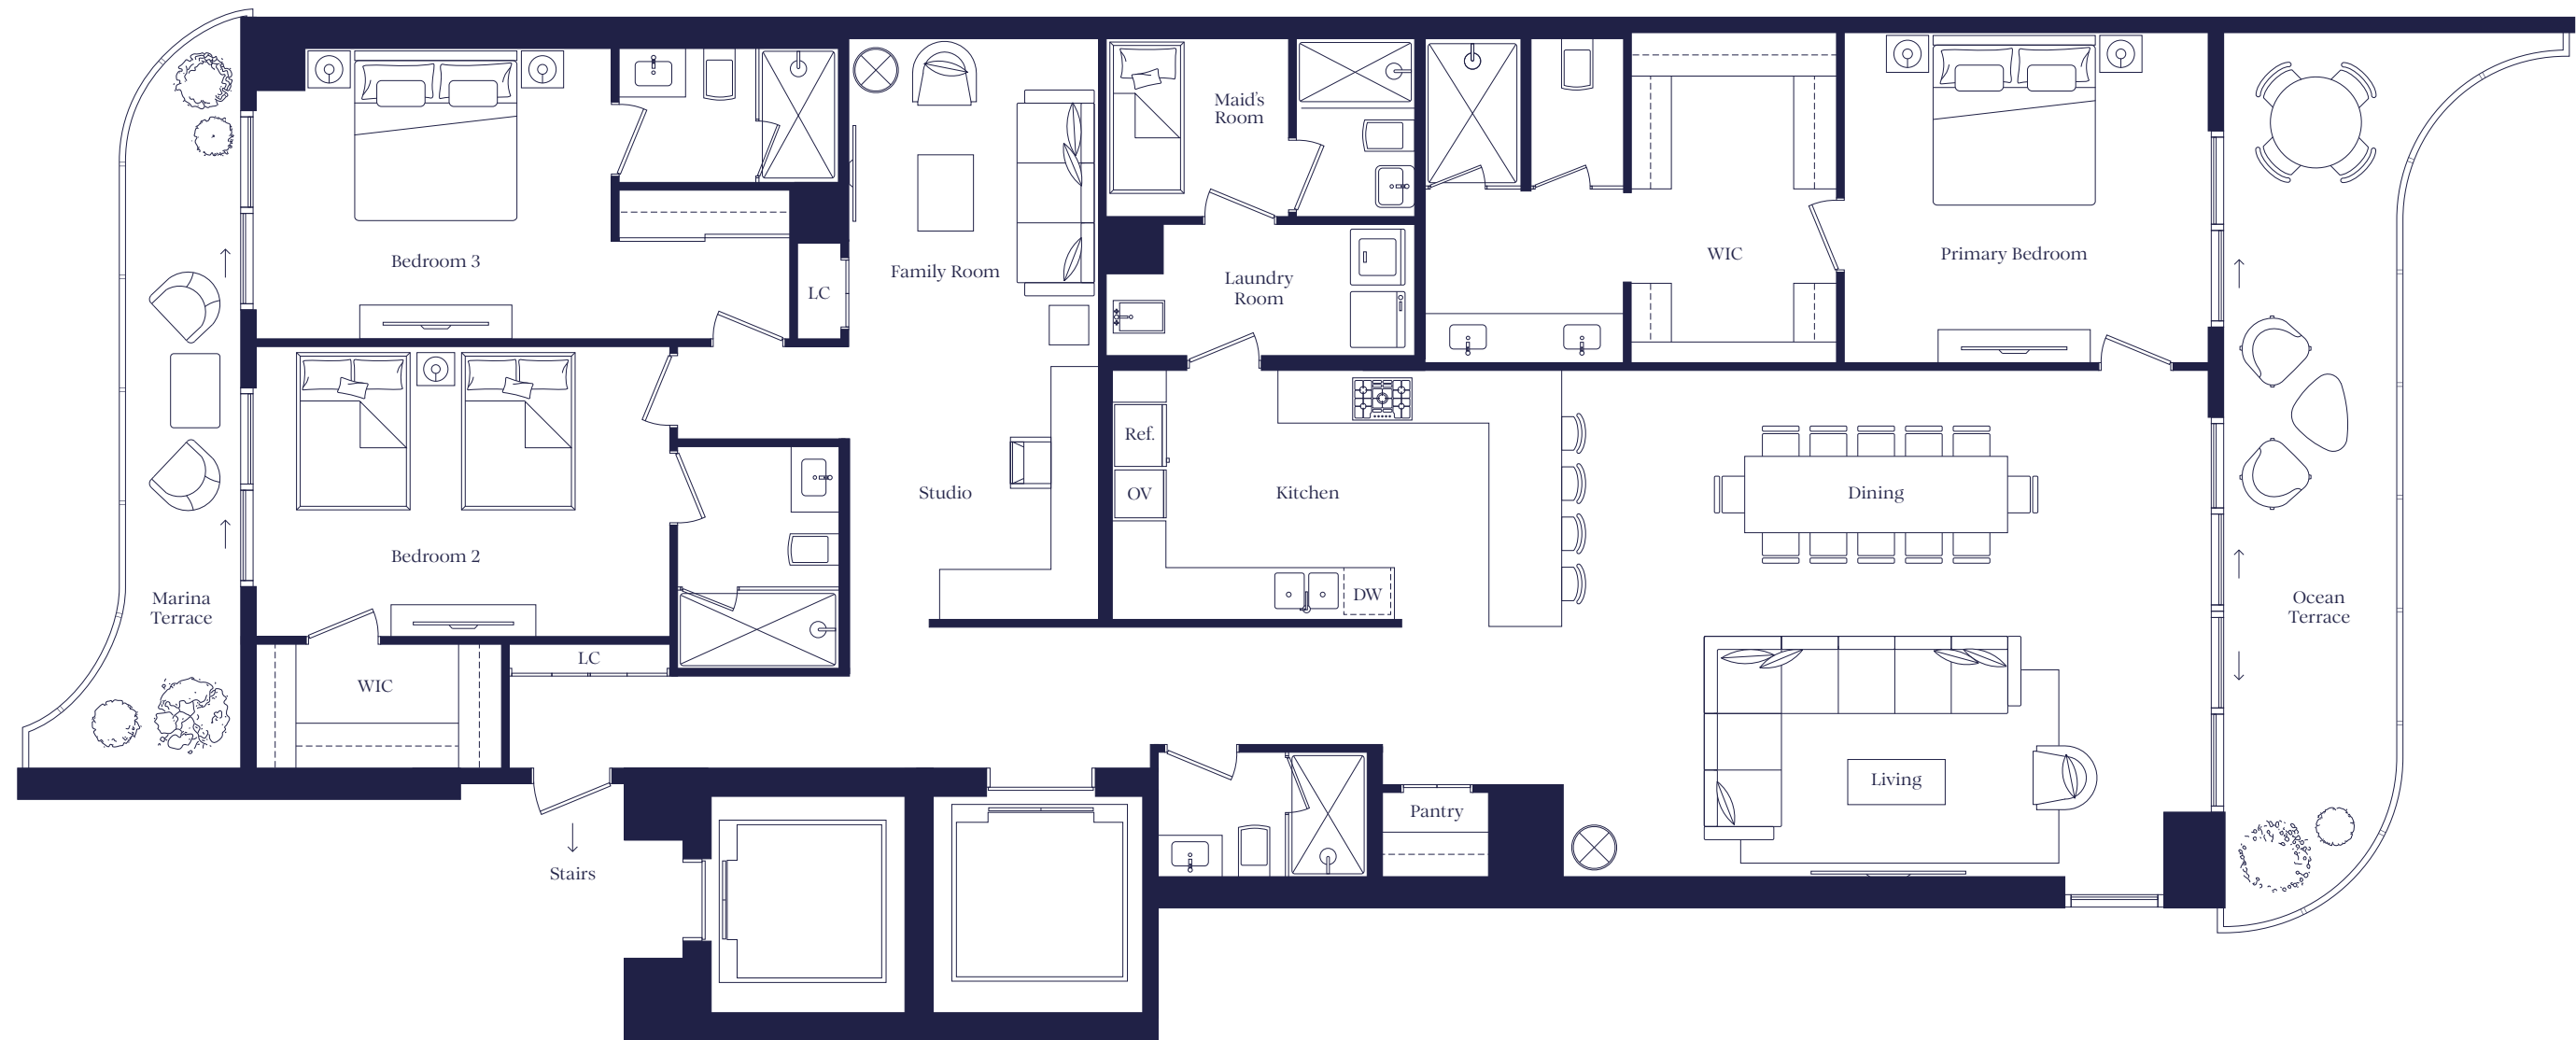 Maid's
Room
Bedroom 3
Family Room
LC
Laundry
Room
WIC
Primary Bedroom
Ref.
OV
Studio
Kitchen
Dining
Bedroom 2
DW
Marina
Terrace
Ocean
Terrace
LC
WIC
Living
Pantry
Stairs